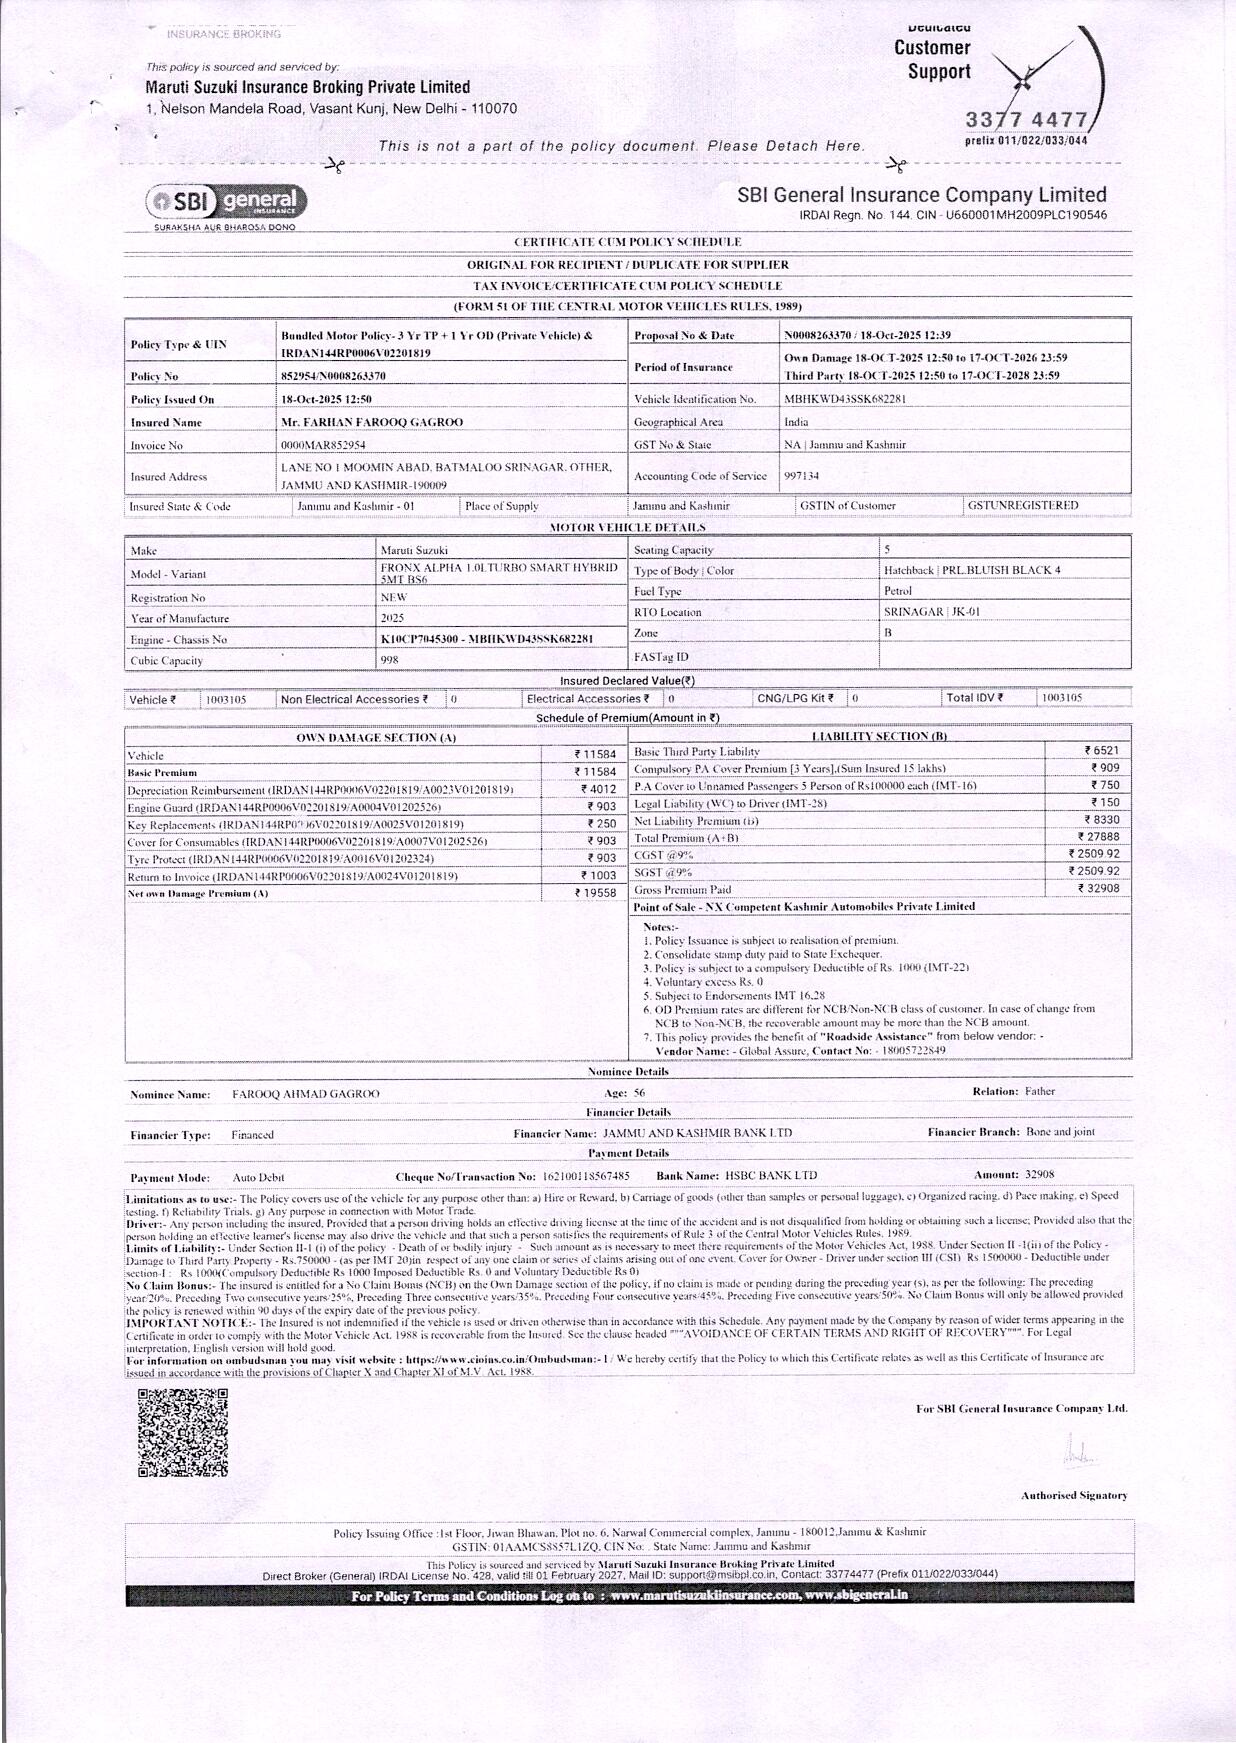 INSURANCE BROKING
This policy is sourced and serviced by:
Maruti Suzuki Insurance Broking Private Limited
1, Nelson Mandela Road, Vasant Kunj, New Delhi - 110070
Dedicated
Customer
Support
3377 4477
prefix 011/022/033/044
This is not a part of the policy document. Please Detach Here.
SBI general
INSURANCE
SURAKSHA AUR BHAROSA DONO
SBI General Insurance Company Limited
IRDAI Regn. No. 144. CIN - U660001MH2009PLC190546
CERTIFICATE CUM POLICY SCHEDULE
ORIGINAL FOR RECIPIENT / DUPLICATE FOR SUPPLIER
TAX INVOICE/CERTIFICATE CUM POLICY SCHEDULE
(FORM 51 OF THE CENTRAL MOTOR VEHICLES RULES, 1989)
Policy Type & UIN Bundled Motor Policy- 3 Yr TP + 1 Yr OD (Private Vehicle) &
IRDAN144RP0006V02201819
Policy No 852954/N0008263370
Policy Issued On 18-Oct-2025 12:50
Insured Name Mr. FARHAN FAROOQ GAGROO
Invoice No 0000MAR852954
Insured Address LANE NO 1 MOOMIN ABAD, BATMALOO SRINAGAR, OTHER,
JAMMU AND KASHMIR-190009
Proposal No & Date N0008263370 / 18-Oct-2025 12:39
Period of Insurance Own Damage 18-OCT-2025 12:50 to 17-OCT-2026 23:59
Third Party 18-OCT-2025 12:50 to 17-OCT-2028 23:59
Vehicle Identification No. MBHKWD43SSK682281
Geographical Area India
GST No & State NA | Jammu and Kashmir
Accounting Code of Service 997134
Insured State & Code Jammu and Kashmir - 01 Place of Supply Jammu and Kashmir GSTIN of Customer GSTUNREGISTERED
MOTOR VEHICLE DETAILS
Make Maruti Suzuki
Model - Variant FRONX ALPHA 1.0LTURBO SMART HYBRID
5MT BS6
Registration No NEW
Year of Manufacture 2025
Engine - Chassis No K10CP7045300 - MBHKWD43SSK682281
Cubic Capacity 998
Seating Capacity 5
Type of Body | Color Hatchback | PRL.BLUISH BLACK 4
Fuel Type Petrol
RTO Location SRINAGAR | JK-01
Zone B
FASTag ID
Insured Declared Value(₹)
Vehicle ₹ 1003105 Non Electrical Accessories ₹ 0 Electrical Accessories ₹ 0 CNG/LPG Kit ₹ 0 Total IDV ₹ 1003105
Schedule of Premium(Amount in ₹)
OWN DAMAGE SECTION (A)
Vehicle ₹ 11584
Basic Premium ₹ 11584
Depreciation Reimbursement (IRDAN144RP0006V02201819/A0023V01201819) ₹ 4012
Engine Guard (IRDAN144RP0006V02201819/A0004V01202526) ₹ 903
Key Replacements (IRDAN144RP0006V02201819/A0025V01201819) ₹ 250
Cover for Consumables (IRDAN144RP0006V02201819/A0007V01202526) ₹ 903
Tyre Protect (IRDAN144RP0006V02201819/A0016V01202324) ₹ 903
Return to Invoice (IRDAN144RP0006V02201819/A0024V01201819) ₹ 1003
Net own Damage Premium (A) ₹ 19558
LIABILITY SECTION (B)
Basic Third Party Liability ₹ 6521
Compulsory PA Cover Premium [3 Years],(Sum Insured 15 lakhs) ₹ 909
P.A Cover to Unnamed Passengers 5 Person of Rs100000 each (IMT-16) ₹ 750
Legal Liability (WC) to Driver (IMT-28) ₹ 150
Net Liability Premium (B) ₹ 8330
Total Premium (A+B) ₹ 27888
CGST @9% ₹ 2509.92
SGST @9% ₹ 2509.92
Gross Premium Paid ₹ 32908
Point of Sale - NX Competent Kashmir Automobiles Private Limited
Notes:-
1. Policy Issuance is subject to realisation of premium.
2. Consolidate stamp duty paid to State Exchequer.
3. Policy is subject to a compulsory Deductible of Rs. 1000 (IMT-22)
4. Voluntary excess Rs. 0
5. Subject to Endorsements IMT 16,28
6. OD Premium rates are different for NCB/Non-NCB class of customer. In case of change from
NCB to Non-NCB, the recoverable amount may be more than the NCB amount.
7. This policy provides the benefit of "Roadside Assistance" from below vendor: -
Vendor Name: - Global Assure, Contact No: - 18005722849
Nominee Details
Nominee Name: FAROOQ AHMAD GAGROO Age: 56 Relation: Father
Financier Details
Financier Type: Financed Financier Name: JAMMU AND KASHMIR BANK LTD Financier Branch: Bone and joint
Payment Details
Payment Mode: Auto Debit Cheque No/Transaction No: 162100118567485 Bank Name: HSBC BANK LTD Amount: 32908
Limitations as to use:- The Policy covers use of the vehicle for any purpose other than: a) Hire or Reward, b) Carriage of goods (other than samples or personal luggage), c) Organized racing, d) Pace making, e) Speed
testing, f) Reliability Trials, g) Any purpose in connection with Motor Trade.
Driver:- Any person including the insured, Provided that a person driving holds an effective driving license at the time of the accident and is not disqualified from holding or obtaining such a license; Provided also that the
person holding an effective learner's license may also drive the vehicle and that such a person satisfies the requirements of Rule 3 of the Central Motor Vehicles Rules, 1989.
Limits of Liability:- Under Section II-1 (i) of the policy - Death of or bodily injury - Such amount as is necessary to meet there requirements of the Motor Vehicles Act, 1988. Under Section II -1(ii) of the Policy -
Damage to Third Party Property - Rs.750000 - (as per IMT 20)in respect of any one claim or series of claims arising out of one event. Cover for Owner - Driver under section III (CSI) Rs 1500000 - Deductible under
section-I : Rs 1000(Compulsory Deductible Rs 1000 Imposed Deductible Rs. 0 and Voluntary Deductible Rs 0)
No Claim Bonus:- The insured is entitled for a No Claim Bonus (NCB) on the Own Damage section of the policy, if no claim is made or pending during the preceding year (s), as per the following: The preceding
year/20%, Preceding Two consecutive years/25%, Preceding Three consecutive years/35%, Preceding Four consecutive years/45%, Preceding Five consecutive years/50%. No Claim Bonus will only be allowed provided
the policy is renewed within 90 days of the expiry date of the previous policy.
IMPORTANT NOTICE:- The Insured is not indemnified if the vehicle is used or driven otherwise than in accordance with this Schedule. Any payment made by the Company by reason of wider terms appearing in the
Certificate in order to comply with the Motor Vehicle Act, 1988 is recoverable from the Insured. See the clause headed """AVOIDANCE OF CERTAIN TERMS AND RIGHT OF RECOVERY""". For Legal
interpretation, English version will hold good.
For information on ombudsman you may visit website : https://www.cioins.co.in/Ombudsman:- I / We hereby certify that the Policy to which this Certificate relates as well as this Certificate of Insurance are
issued in accordance with the provisions of Chapter X and Chapter XI of M.V. Act, 1988.
For SBI General Insurance Company Ltd.
Authorised Signatory
Policy Issuing Office :1st Floor, Jiwan Bhawan, Plot no. 6, Narwal Commercial complex, Jammu - 180012,Jammu & Kashmir
GSTIN: 01AAMCS8857L1ZQ, CIN No: . State Name: Jammu and Kashmir
This Policy is sourced and serviced by Maruti Suzuki Insurance Broking Private Limited
Direct Broker (General) IRDAI License No. 428, valid till 01 February 2027, Mail ID: support@msibpl.co.in, Contact: 33774477 (Prefix 011/022/033/044)
For Policy Terms and Conditions Log on to : www.marutisuzukiinsurance.com, www.sbigeneral.in